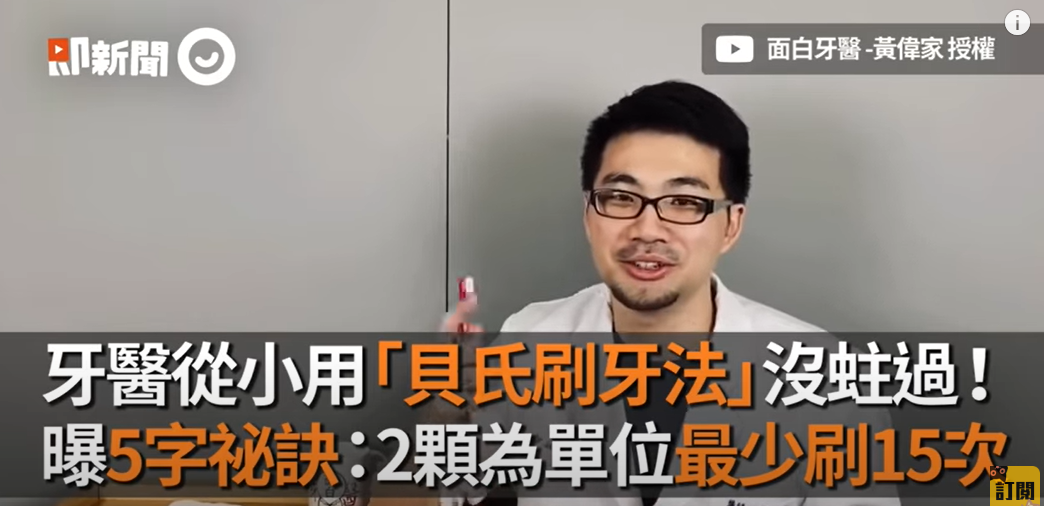 即新聞
面白牙醫-黃偉家 授權
牙醫從小用「貝氏刷牙法」沒蛀過！
曝5字祕訣：2顆為單位最少刷15次
訂閱